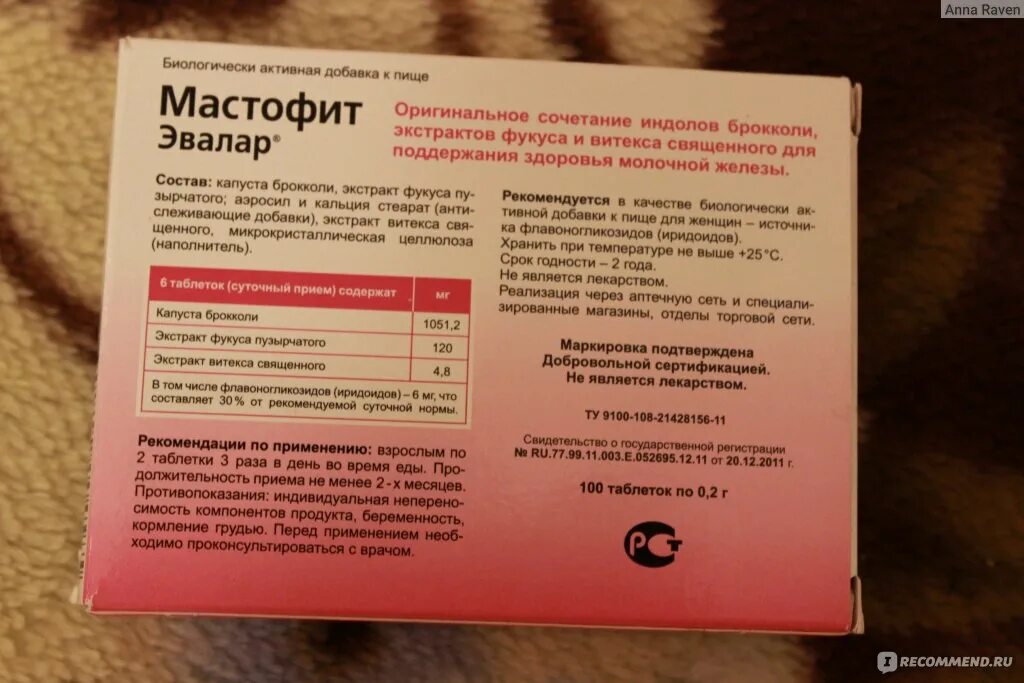 Anna Raven
Биологически активная добавка к пище
Мастофит
Эвалар®
Оригинальное сочетание индолов брокколи,
экстрактов фукуса и витекса священного для
поддержания здоровья молочной железы.
Состав: капуста брокколи, экстракт фукуса пу-
зырчатого; аэросил и кальция стеарат (анти-
слеживающие добавки), экстракт витекса свя-
щенного, микрокристаллическая целлюлоза
(наполнитель).
6 таблеток (суточный прием) содержат мг
Капуста брокколи 1051,2
Экстракт фукуса пузырчатого 120
Экстракт витекса священного 4,8
В том числе флавоногликозидов (иридоидов) – 6 мг, что
составляет 30% от рекомендуемой суточной нормы.
Рекомендации по применению: взрослым по
2 таблетки 3 раза в день во время еды. Про-
должительность приема не менее 2-х месяцев.
Противопоказания: индивидуальная неперено-
симость компонентов продукта, беременность,
кормление грудью. Перед применением необ-
ходимо проконсультироваться с врачом.
Рекомендуется в качестве биологически ак-
тивной добавки к пище для женщин – источни-
ка флавоногликозидов (иридоидов).
Хранить при температуре не выше +25°С.
Срок годности – 2 года.
Не является лекарством.
Реализация через аптечную сеть и специали-
зированные магазины, отделы торговой сети.
Маркировка подтверждена
Добровольной сертификацией.
Не является лекарством.
ТУ 9100-108-21428156-11
Свидетельство о государственной регистрации
№ RU.77.99.11.003.Е.052695.12.11 от 20.12.2011 г.
100 таблеток по 0,2 г
РСТ
IRECOMMEND.RU